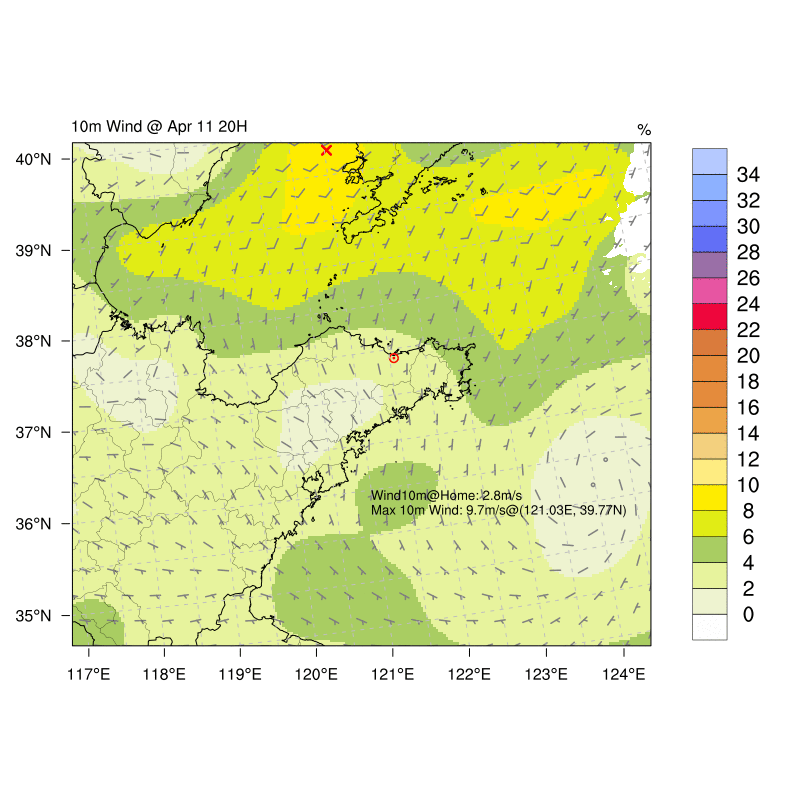 10m Wind @ Apr 11 20H
%
40°N
39°N
38°N
37°N
36°N
35°N
Wind10m@Home: 2.8m/s
Max 10m Wind: 9.7m/s@(121.03E, 39.77N)
117°E 118°E 119°E 120°E 121°E 122°E 123°E 124°E
34
32
30
28
26
24
22
20
18
16
14
12
10
8
6
4
2
0